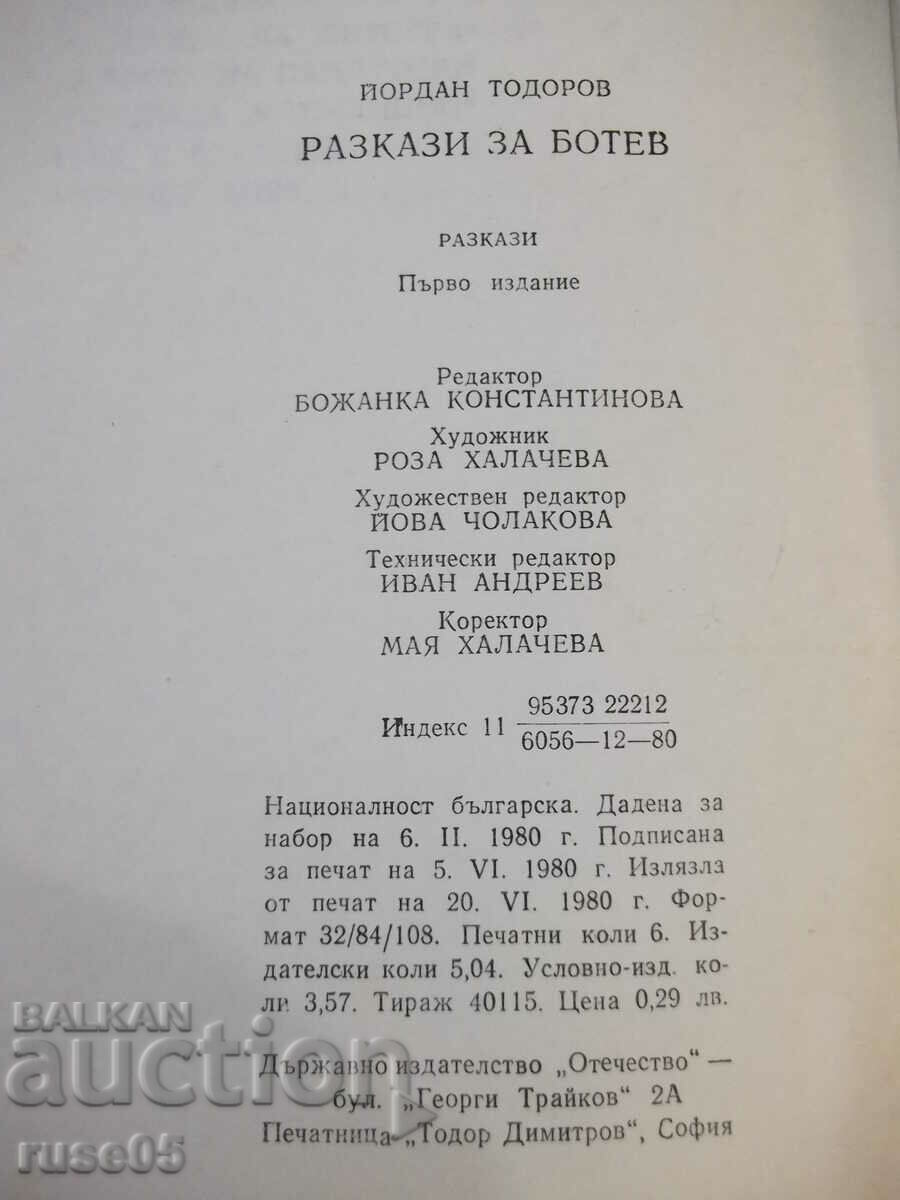 ЙОРДАН ТОДОРОВ
РАЗКАЗИ ЗА БОТЕВ
РАЗКАЗИ
Първо издание
Редактор
БОЖАНКА КОНСТАНТИНОВА
Художник
РОЗА ХАЛАЧЕВА
Художествен редактор
ЙОВА ЧОЛАКОВА
Технически редактор
ИВАН АНДРЕЕВ
Коректор
МАЯ ХАЛАЧЕВА
95373 22212
Индекс 11
6056—12—80
Националност българска. Дадена за
набор на 6. II. 1980 г. Подписана
за печат на 5. VI. 1980 г. Излязла
от печат на 20. VI. 1980 г. Фор-
мат 32/84/108. Печатни коли 6. Из-
дателски коли 5,04. Условно-изд. ко-
ли 3,57. Тираж 40115. Цена 0,29 лв.
Държавно издателство „Отечество" —
бул. „Георги Трайков" 2А
Печатница „Тодор Димитров", София
BALKAN
auction
ruse05